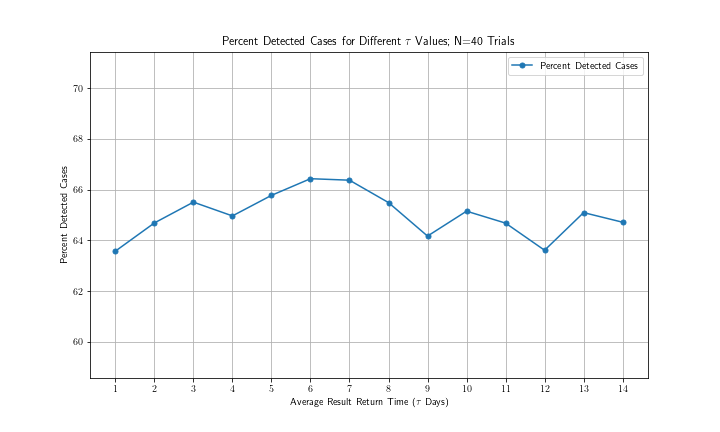 Percent Detected Cases for Different τ Values; N=40 Trials
Percent Detected Cases
70
68
66
64
62
60
Percent Detected Cases
1 2 3 4 5 6 7 8 9 10 11 12 13 14
Average Result Return Time (τ Days)